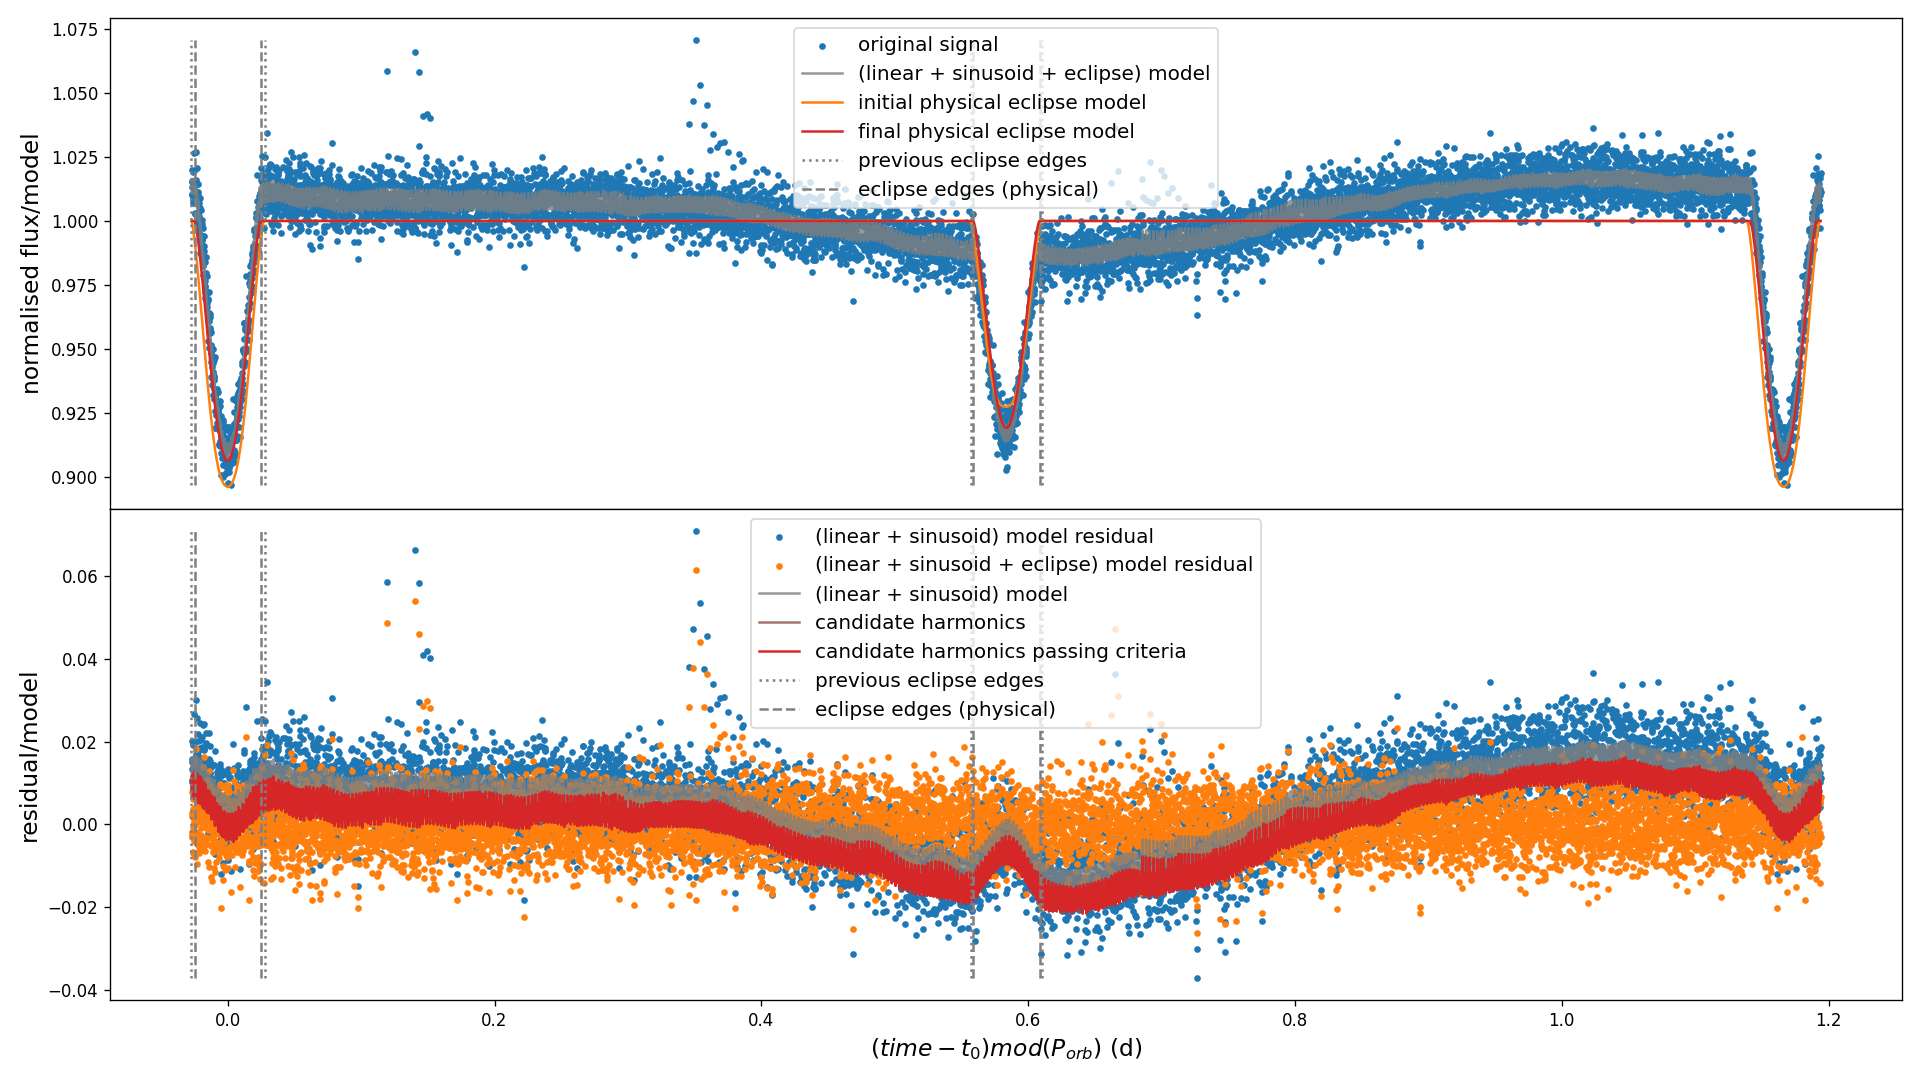 1.075
1.050
1.025
1.000
0.975
0.950
0.925
0.900
normalised flux/model
original signal
(linear + sinusoid + eclipse) model
initial physical eclipse model
final physical eclipse model
previous eclipse edges
eclipse edges (physical)
0.06
0.04
0.02
0.00
−0.02
−0.04
residual/model
(linear + sinusoid) model residual
(linear + sinusoid + eclipse) model residual
(linear + sinusoid) model
candidate harmonics
candidate harmonics passing criteria
previous eclipse edges
eclipse edges (physical)
0.0 0.2 0.4 0.6 0.8 1.0 1.2
(time − t₀)mod(P_orb) (d)